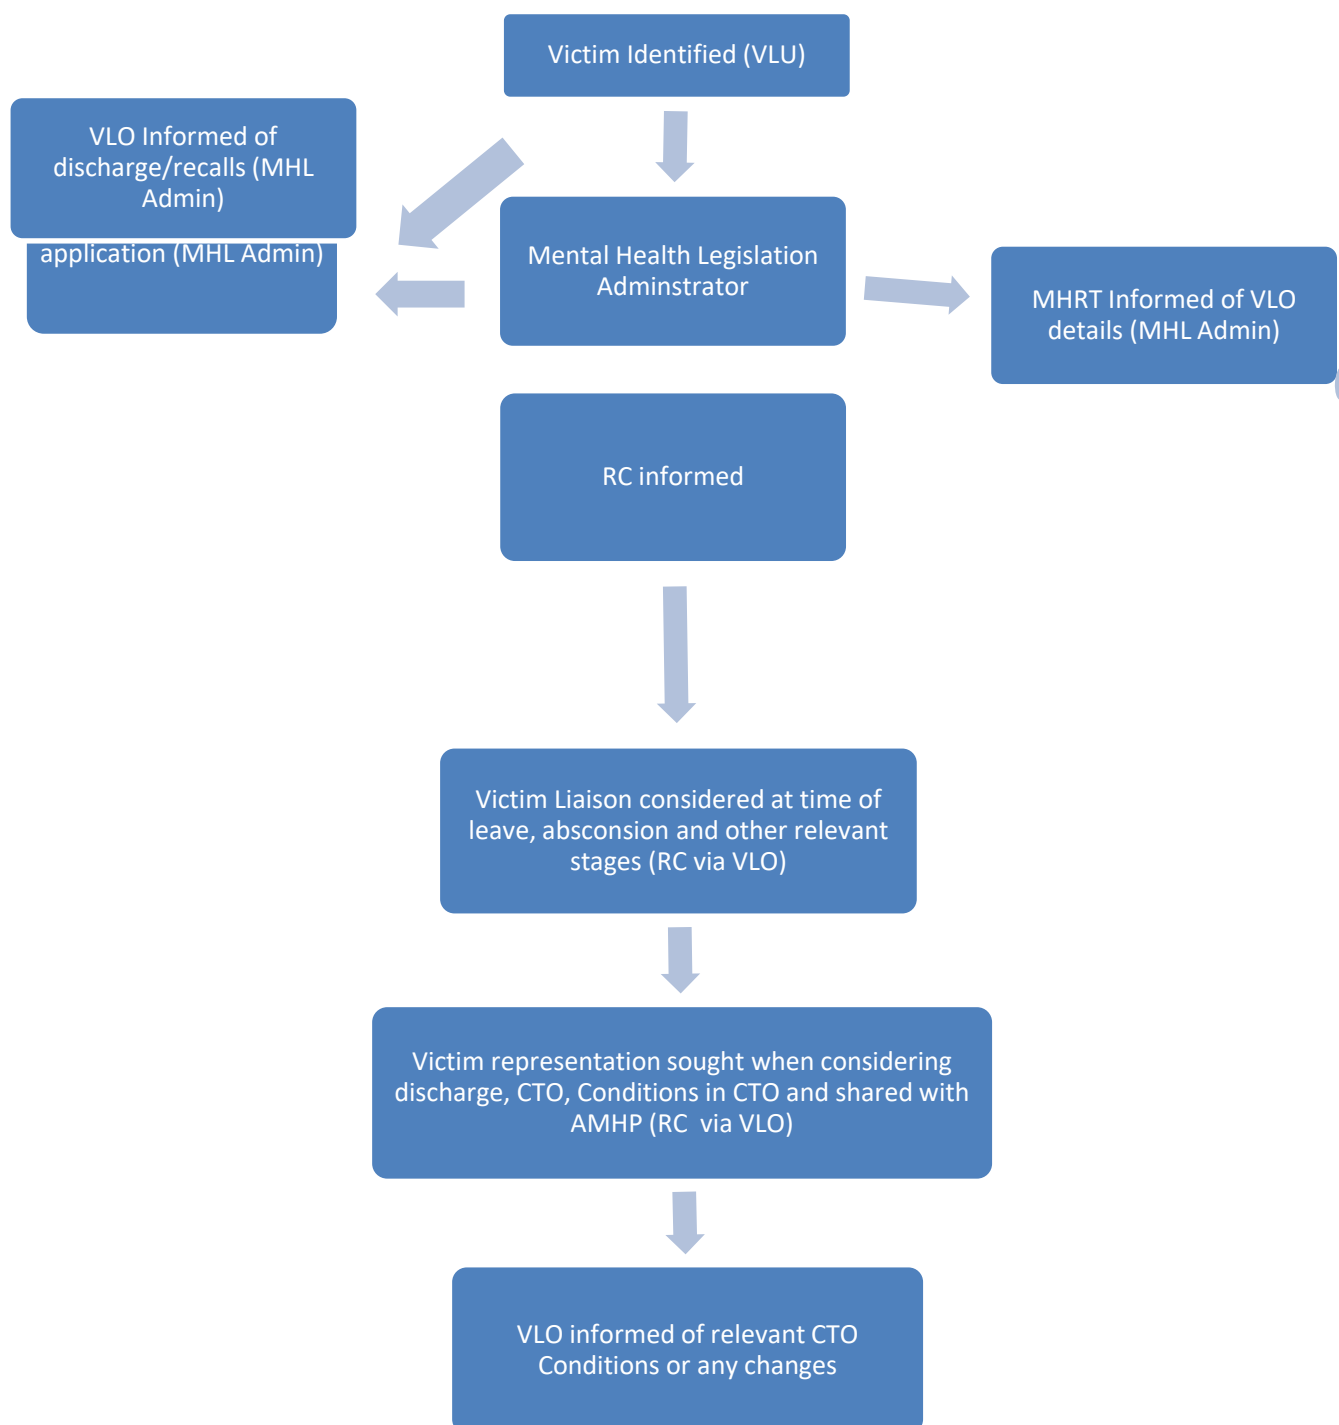 Victim Identified (VLU)
VLO Informed of
discharge/recalls (MHL
Admin)
application (MHL Admin)
Mental Health Legislation
Adminstrator
MHRT Informed of VLO
details (MHL Admin)
RC informed
Victim Liaison considered at time of
leave, absconsion and other relevant
stages (RC via VLO)
Victim representation sought when considering
discharge, CTO, Conditions in CTO and shared with
AMHP (RC via VLO)
VLO informed of relevant CTO
Conditions or any changes